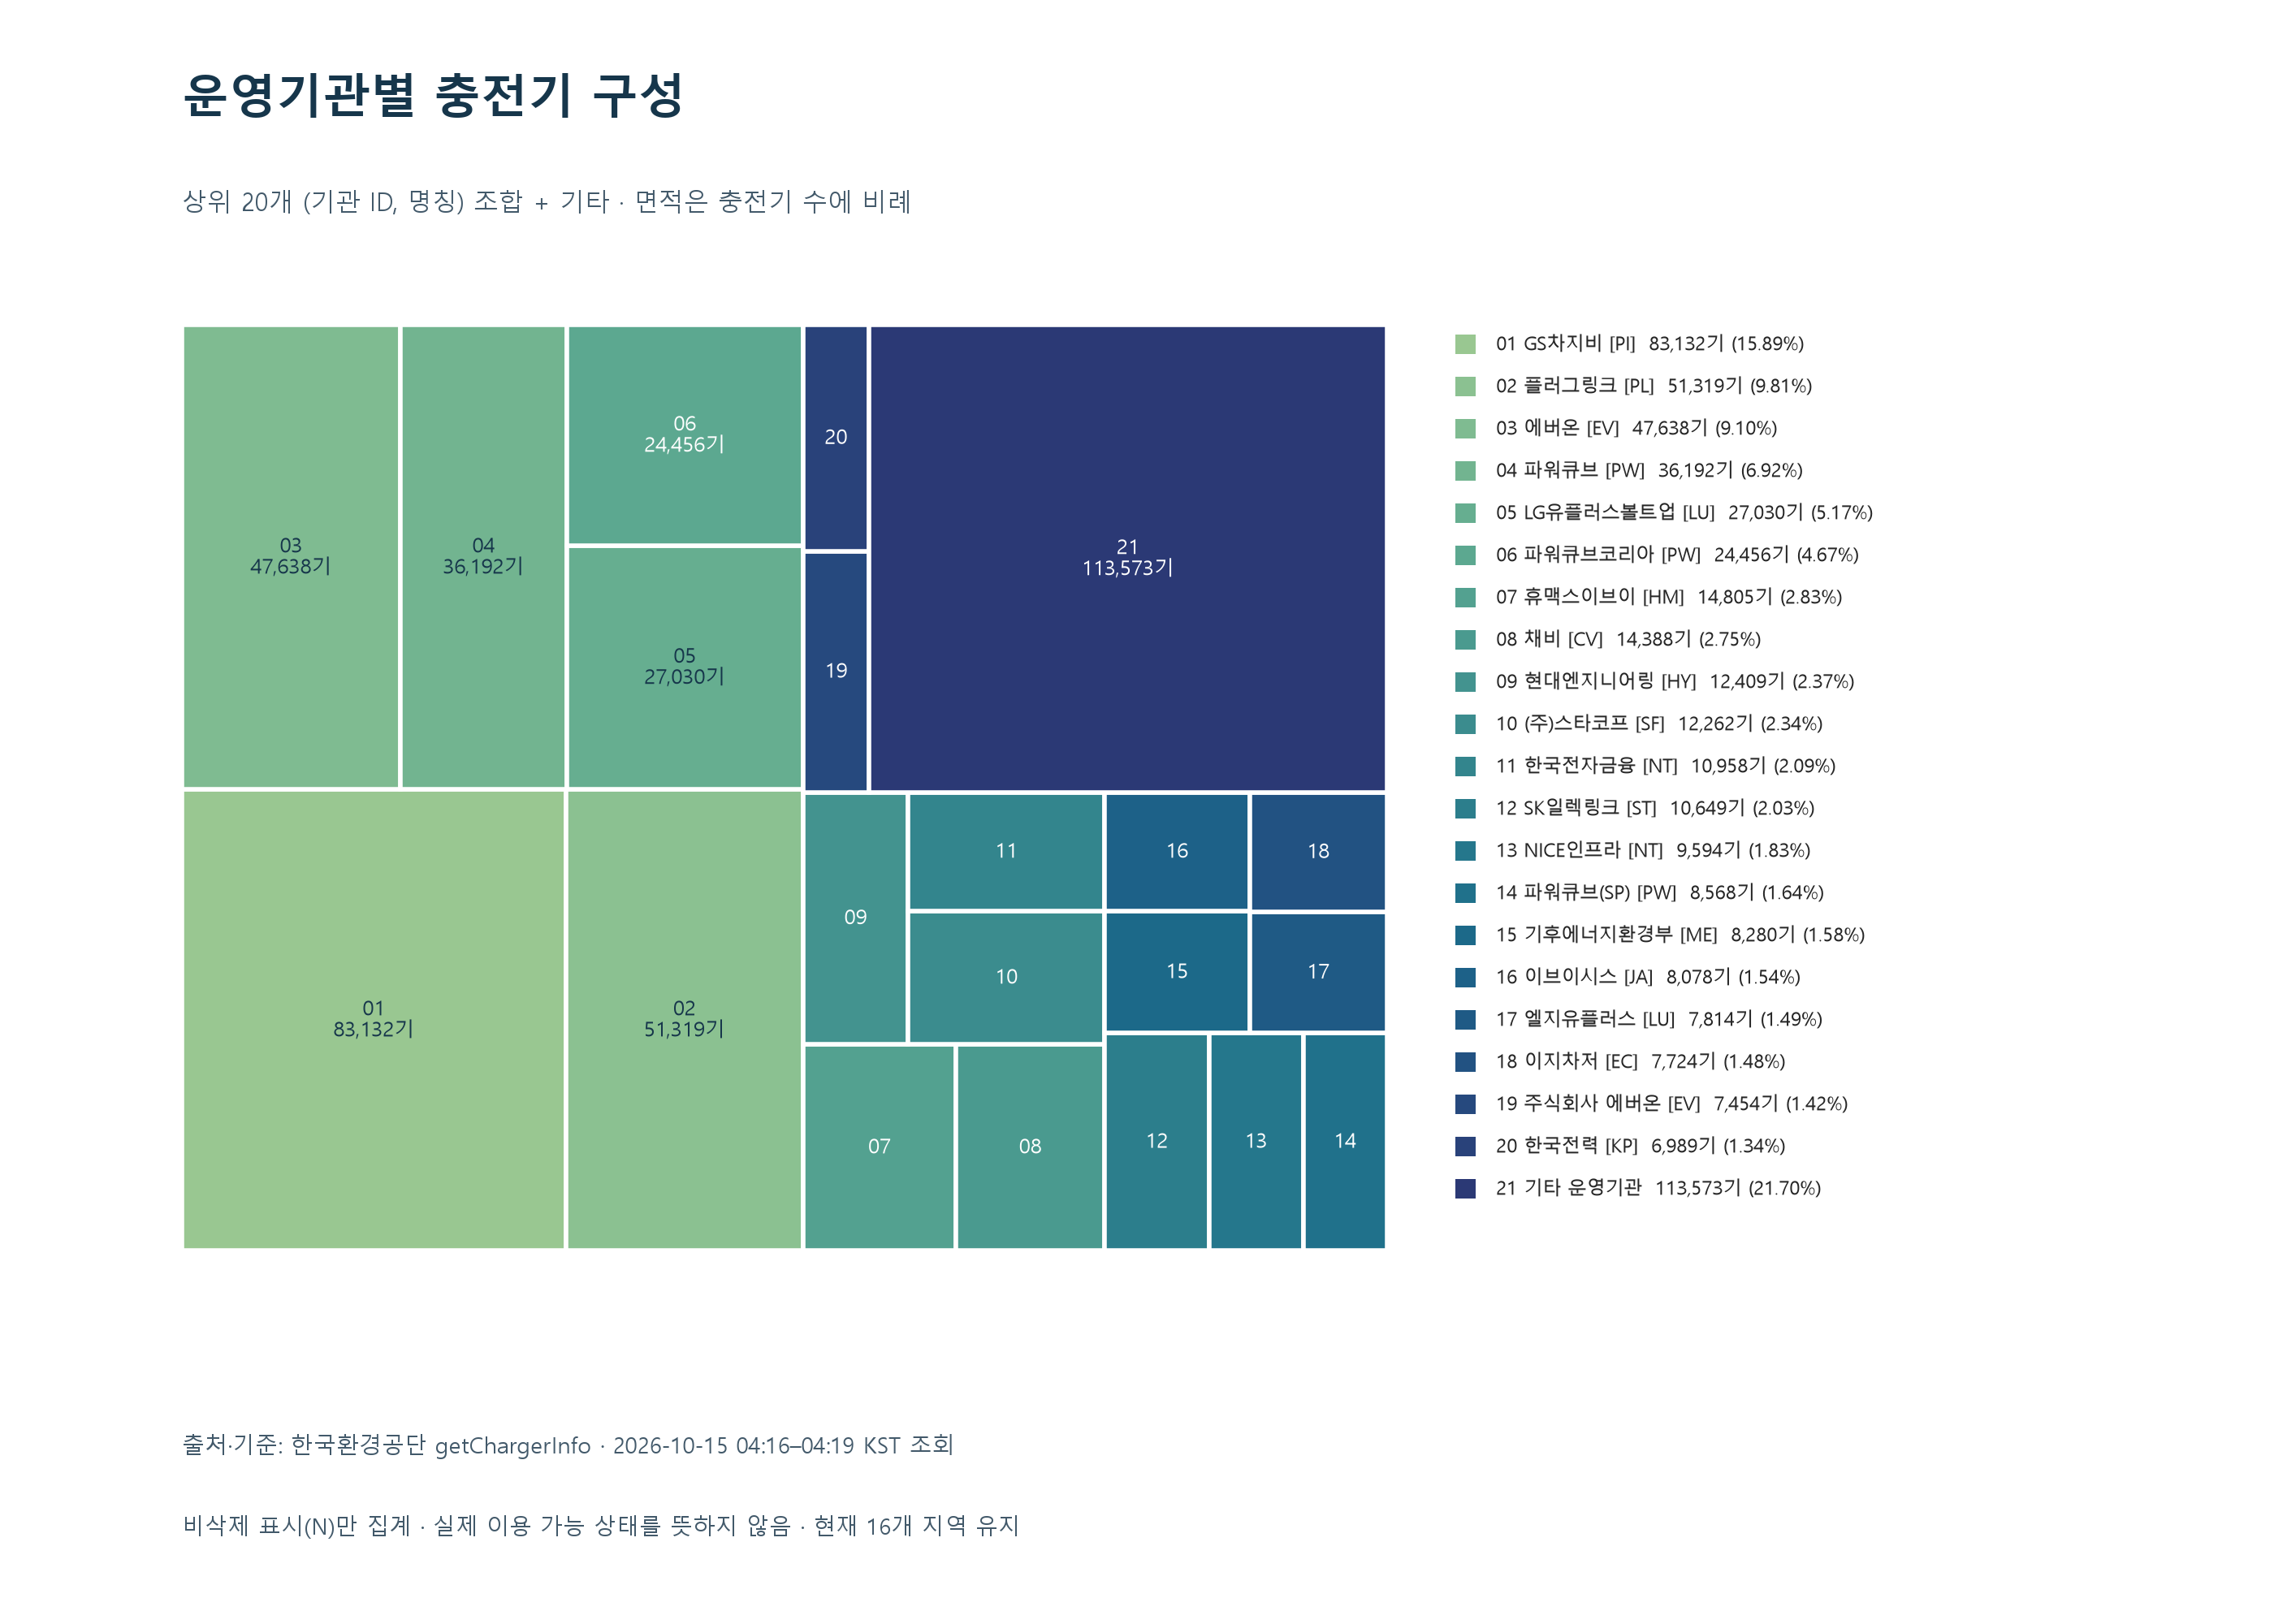 운영기관별 충전기 구성
상위 20개 (기관 ID, 명칭) 조합 + 기타 · 면적은 충전기 수에 비례
03
47,638기
04
36,192기
06
24,456기
05
27,030기
20
19
21
113,573기
01
83,132기
02
51,319기
09
11
10
16
18
15
17
07
08
12
13
14
01 GS차지비 [PI]  83,132기 (15.89%)
02 플러그링크 [PL]  51,319기 (9.81%)
03 에버온 [EV]  47,638기 (9.10%)
04 파워큐브 [PW]  36,192기 (6.92%)
05 LG유플러스볼트업 [LU]  27,030기 (5.17%)
06 파워큐브코리아 [PW]  24,456기 (4.67%)
07 휴맥스이브이 [HM]  14,805기 (2.83%)
08 채비 [CV]  14,388기 (2.75%)
09 현대엔지니어링 [HY]  12,409기 (2.37%)
10 (주)스타코프 [SF]  12,262기 (2.34%)
11 한국전자금융 [NT]  10,958기 (2.09%)
12 SK일렉링크 [ST]  10,649기 (2.03%)
13 NICE인프라 [NT]  9,594기 (1.83%)
14 파워큐브(SP) [PW]  8,568기 (1.64%)
15 기후에너지환경부 [ME]  8,280기 (1.58%)
16 이브이시스 [JA]  8,078기 (1.54%)
17 엘지유플러스 [LU]  7,814기 (1.49%)
18 이지차저 [EC]  7,724기 (1.48%)
19 주식회사 에버온 [EV]  7,454기 (1.42%)
20 한국전력 [KP]  6,989기 (1.34%)
21 기타 운영기관  113,573기 (21.70%)
출처·기준: 한국환경공단 getChargerInfo · 2026-10-15 04:16–04:19 KST 조회
비삭제 표시(N)만 집계 · 실제 이용 가능 상태를 뜻하지 않음 · 현재 16개 지역 유지